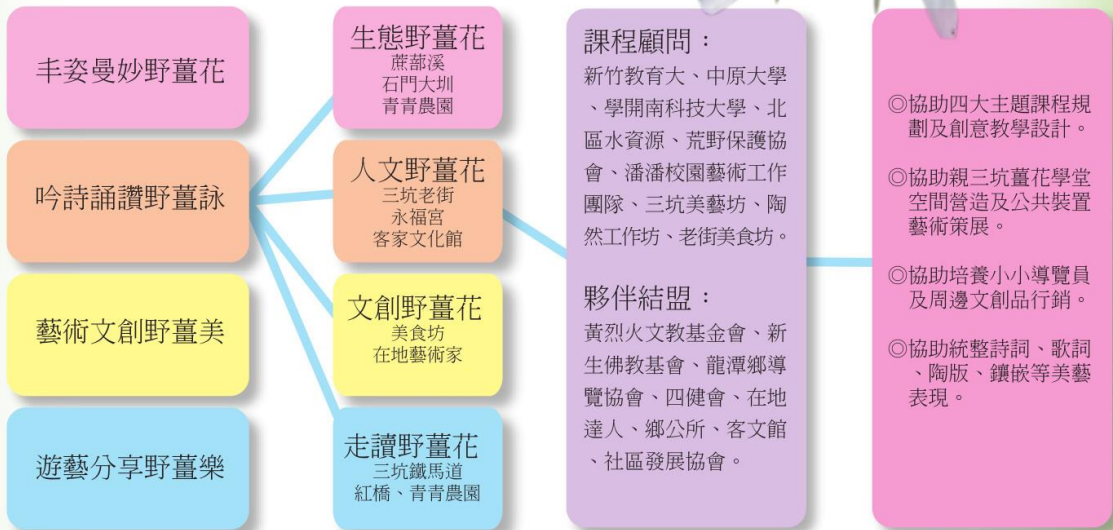 丰姿曼妙野薑花
吟詩誦讚野薑詠
藝術文創野薑美
遊藝分享野薑樂
生態野薑花
蔗蔀溪
石門大圳
青青農園
人文野薑花
三坑老街
永福宮
客家文化館
文創野薑花
美食坊
在地藝術家
走讀野薑花
三坑鐵馬道
紅橋、青青農園
課程顧問：
新竹教育大、中原大學
、學開南科技大學、北
區水資源、荒野保護協
會、潘潘校園藝術工作
團隊、三坑美藝坊、陶
然工作坊、老街美食坊。
夥伴結盟：
黃烈火文教基金會、新
生佛教基會、龍潭鄉導
覽協會、四健會、在地
達人、鄉公所、客文館
、社區發展協會。
◎協助四大主題課程規
劃及創意教學設計。
◎協助親三坑薑花學堂
空間營造及公共裝置
藝術策展。
◎協助培養小小導覽員
及周邊文創品行銷。
◎協助統整詩詞、歌詞
、陶版、鑲嵌等美藝
表現。